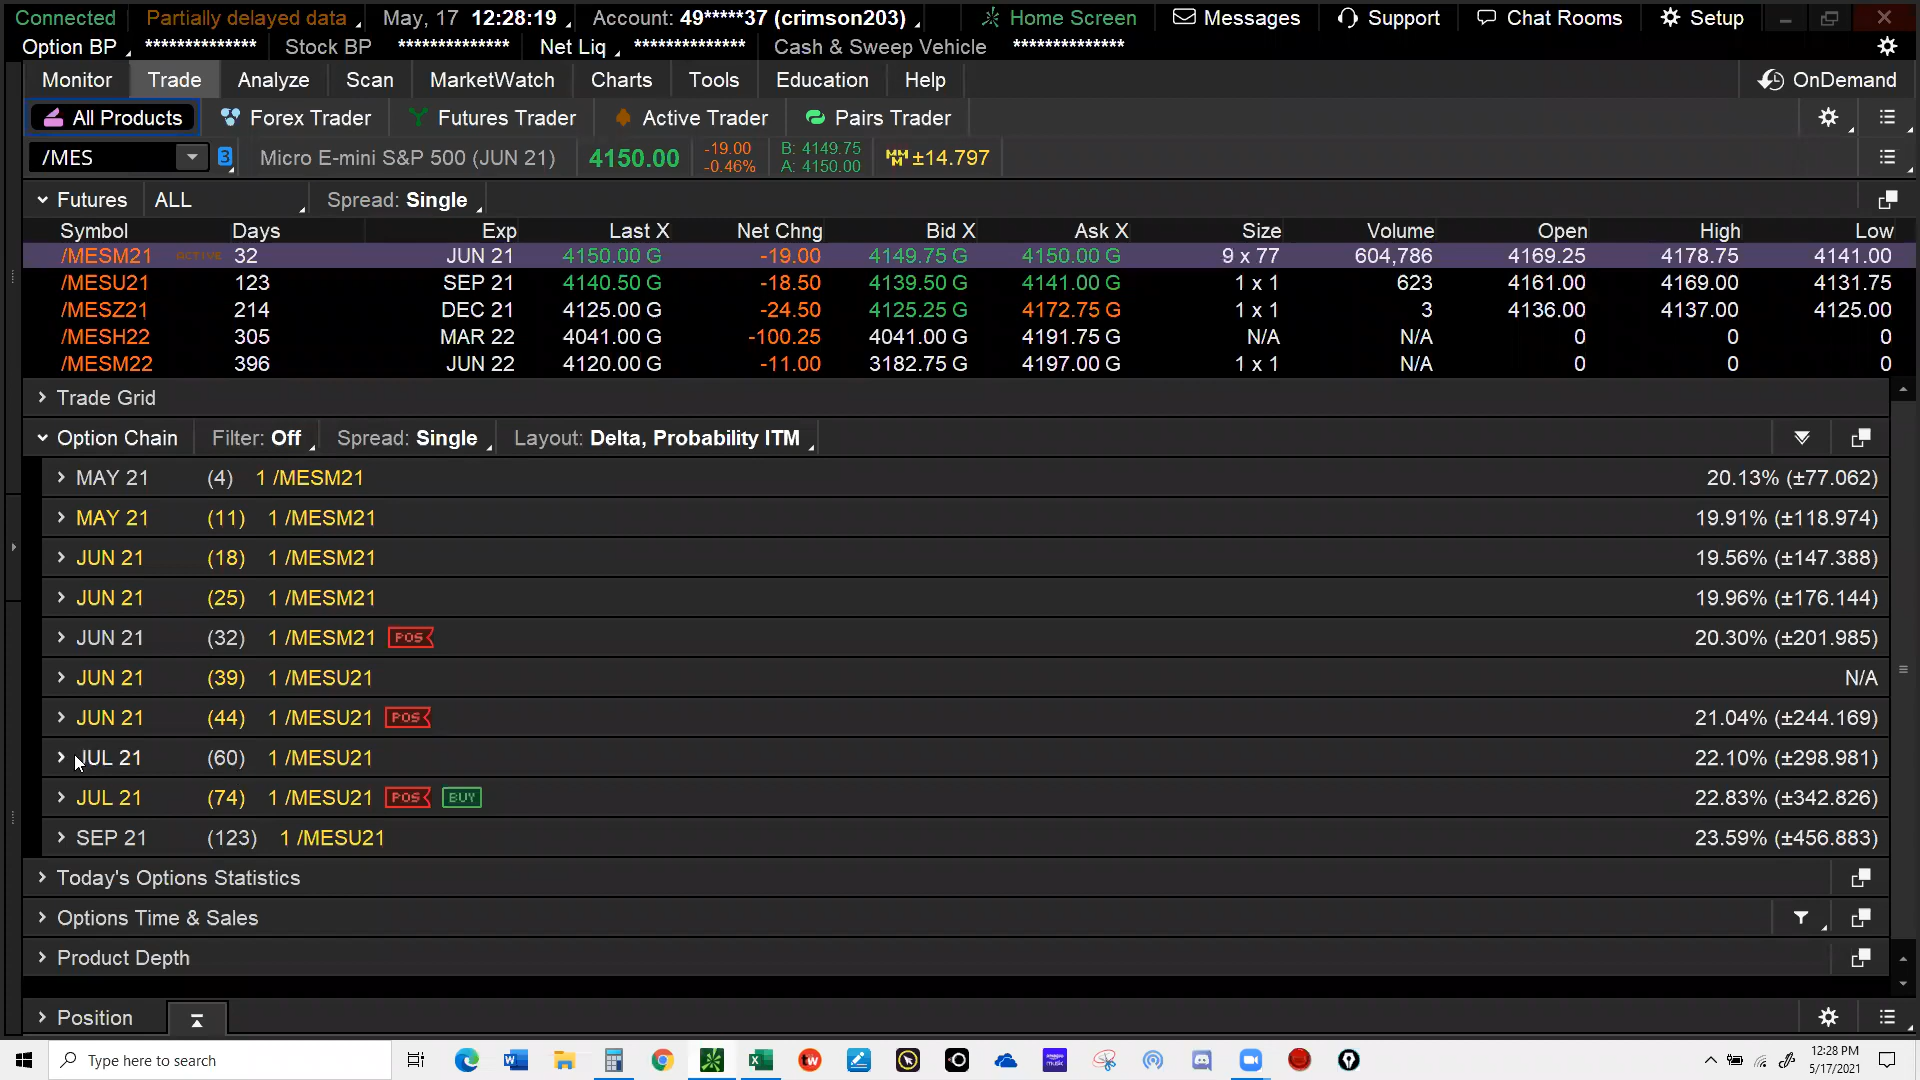 Connected Partially delayed data May, 17 12:28:19 Account: 49*****37 (crimson203) Home Screen Messages Support Chat Rooms Setup
Option BP ************** Stock BP ************** Net Liq ************** Cash & Sweep Vehicle **************
Monitor Trade Analyze Scan MarketWatch Charts Tools Education Help OnDemand
All Products Forex Trader Futures Trader Active Trader Pairs Trader
/MES 3 Micro E-mini S&P 500 (JUN 21) 4150.00 -19.00 -0.46% B: 4149.75 A: 4150.00 ±14.797
Futures ALL Spread: Single
Symbol Days Exp Last X Net Chng Bid X Ask X Size Volume Open High Low
/MESM21 ACTIVE 32 JUN 21 4150.00 G -19.00 4149.75 G 4150.00 G 9 x 77 604,786 4169.25 4178.75 4141.00
/MESU21 123 SEP 21 4140.50 G -18.50 4139.50 G 4141.00 G 1 x 1 623 4161.00 4169.00 4131.75
/MESZ21 214 DEC 21 4125.00 G -24.50 4125.25 G 4172.75 G 1 x 1 3 4136.00 4137.00 4125.00
/MESH22 305 MAR 22 4041.00 G -100.25 4041.00 G 4191.75 G N/A N/A 0 0 0
/MESM22 396 JUN 22 4120.00 G -11.00 3182.75 G 4197.00 G 1 x 1 N/A 0 0 0
Trade Grid
Option Chain Filter: Off Spread: Single Layout: Delta, Probability ITM
MAY 21 (4) 1 /MESM21 20.13% (±77.062)
MAY 21 (11) 1 /MESM21 19.91% (±118.974)
JUN 21 (18) 1 /MESM21 19.56% (±147.388)
JUN 21 (25) 1 /MESM21 19.96% (±176.144)
JUN 21 (32) 1 /MESM21 POS 20.30% (±201.985)
JUN 21 (39) 1 /MESU21 N/A
JUN 21 (44) 1 /MESU21 POS 21.04% (±244.169)
JUL 21 (60) 1 /MESU21 22.10% (±298.981)
JUL 21 (74) 1 /MESU21 POS BUY 22.83% (±342.826)
SEP 21 (123) 1 /MESU21 23.59% (±456.883)
Today's Options Statistics
Options Time & Sales
Product Depth
Position
Type here to search tw 12:28 PM
5/17/2021